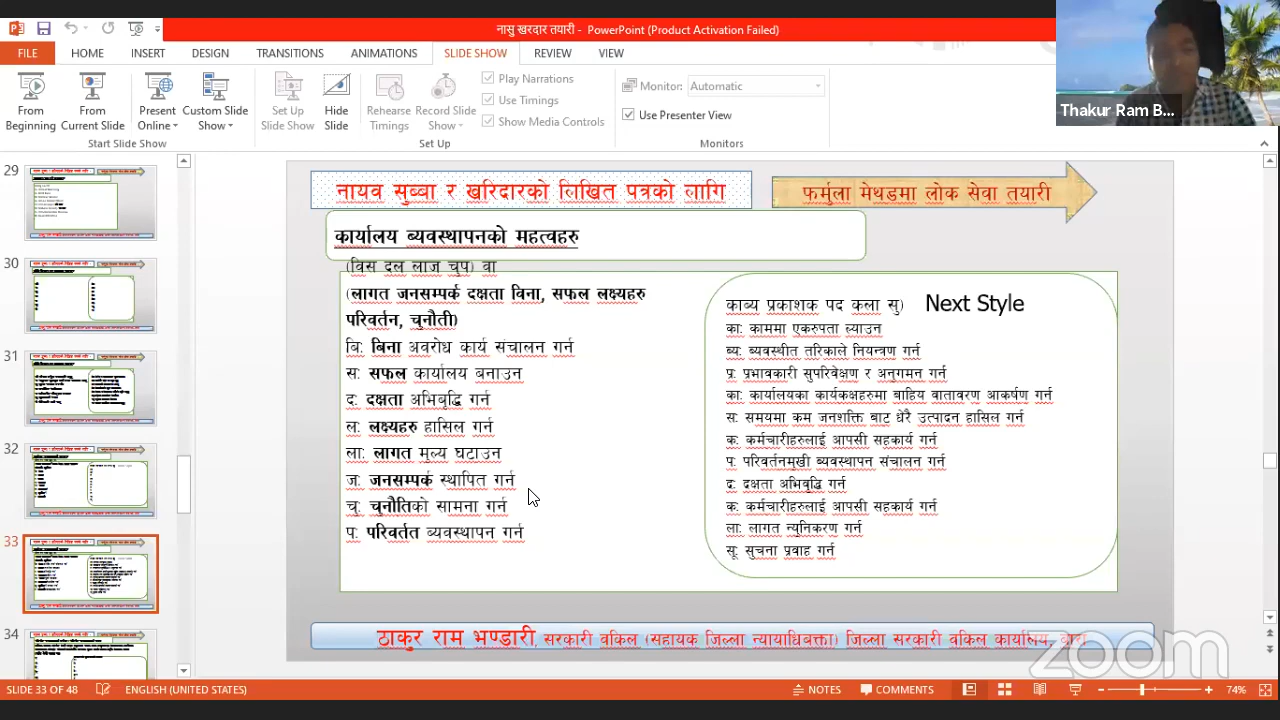 नासु खरदार तयारी - PowerPoint (Product Activation Failed)
FILE HOME INSERT DESIGN TRANSITIONS ANIMATIONS SLIDE SHOW REVIEW VIEW
From Beginning
From Current Slide
Present Online
Custom Slide Show
Set Up Slide Show
Hide Slide
Rehearse Timings
Record Slide Show
Play Narrations
Use Timings
Show Media Controls
Monitor: Automatic
Use Presenter View
Start Slide Show
Set Up
Monitors
Thakur Ram B...
29
30
31
32
33
34
नायव सुब्बा र खरिदारको लिखित पत्रको लागि
फर्मुला मेथडमा लोक सेवा तयारी
कार्यालय ब्यवस्थापनको महत्वहरु
(विस दल लाज चुप) वा
(लागत जनसम्पर्क दक्षता विना, सफल लक्ष्यहरु
परिवर्तन, चुनौती)
बिः बिना अवरोध कार्य संचालन गर्न
सः सफल कार्यालय बनाउन
दः दक्षता अभिबृद्धि गर्न
लः लक्ष्यहरु हासिल गर्न
लाः लागत मुल्य घटाउन
जः जनसम्पर्क स्थापित गर्न
चुः चुनौतिको सामना गर्न
पः परिवर्तत ब्यवस्थापन गर्न
काव्य प्रकाशक पद कला सु) Next Style
काः काममा एकरुपता ल्याउन
ब्यः ब्यवस्थीत तरिकाले नियन्त्रण गर्न
प्रः प्रभावकारी सुपरिवेक्षण र अनुगमन गर्न
काः कार्यालयका कार्यकक्षहरुमा बाहिय वातावरण आकर्षण गर्न
सः समयमा कम जनशक्ति बाट धेरै उत्पादन हासिल गर्न
कः कर्मचारीहरुलाई आपसी सहकार्य गर्न
पः परिवर्तनमुखी ब्यवस्थापन संचालन गर्न
दः दक्षता अभिबृद्धि गर्न
कः कर्मचारीहरुलाई आपसी सहकार्य गर्न
लाः लागत न्युनिकरण गर्न
सूः सुचना प्रवाह गर्न
ठाकुर राम भण्डारी, सरकारी वकिल (सहायक जिल्ला न्यायाधिबक्ता) जिल्ला सरकारी वकिल कार्यालय, बारा
zoom
SLIDE 33 OF 48 ENGLISH (UNITED STATES) NOTES COMMENTS 74%